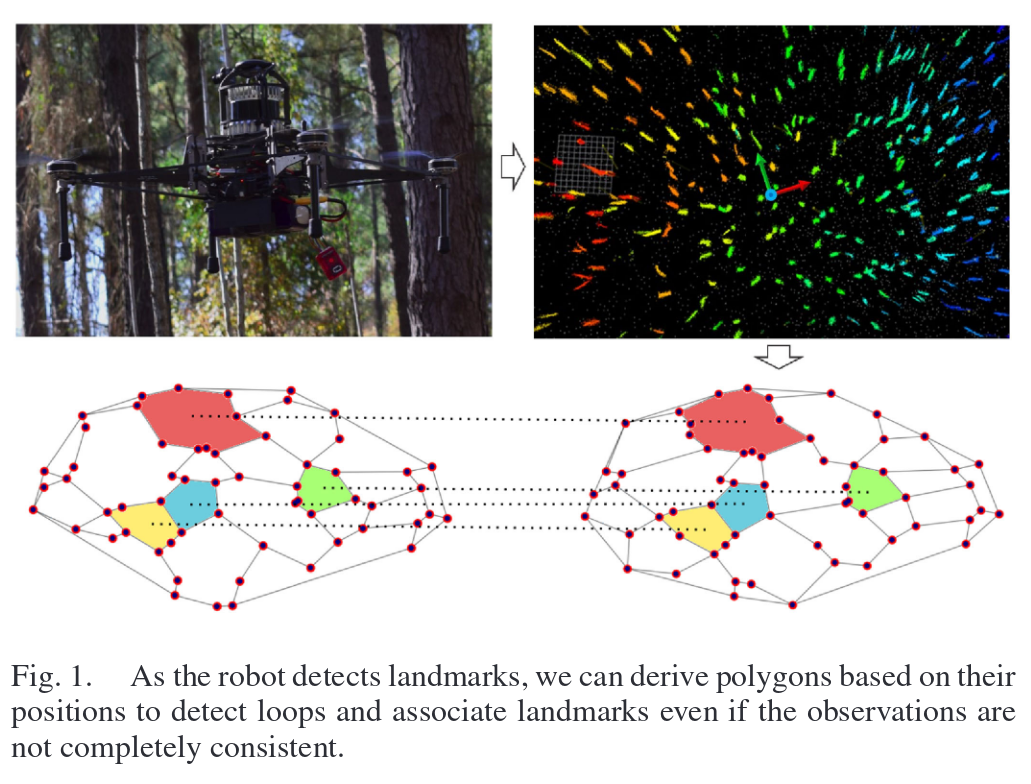 Fig. 1. As the robot detects landmarks, we can derive polygons based on their
positions to detect loops and associate landmarks even if the observations are
not completely consistent.